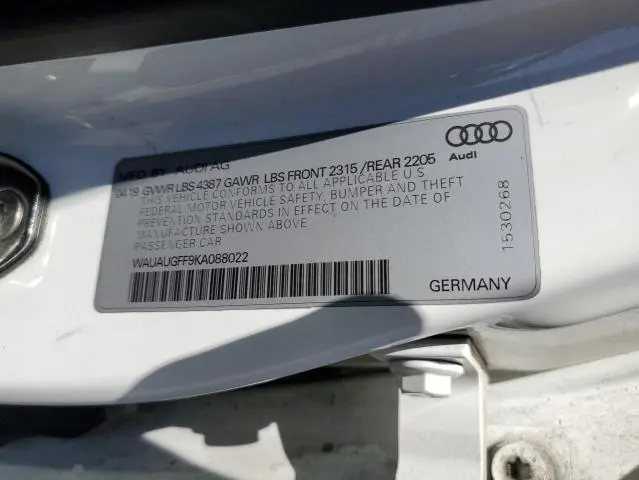 MFD BY AUDI AG
04 19 GVWR LBS 4387 GAWR LBS FRONT 2315 / REAR 2205
THIS VEHICLE CONFORMS TO ALL APPLICABLE U.S
FEDERAL MOTOR VEHICLE SAFETY, BUMPER AND THEFT
PREVENTION STANDARDS IN EFFECT ON THE DATE OF
MANUFACTURE SHOWN ABOVE
PASSENGER CAR
WAUAUGFF9KA088022
GERMANY
Audi
1530268